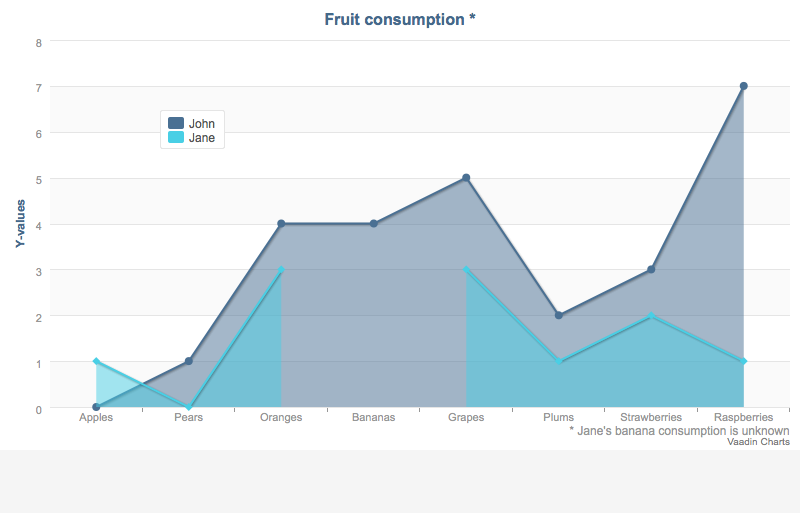 Fruit consumption *
8
7
6
5
4
3
2
1
0
Y-values
John
Jane
Apples Pears Oranges Bananas Grapes Plums Strawberries Raspberries
* Jane's banana consumption is unknown
Vaadin Charts